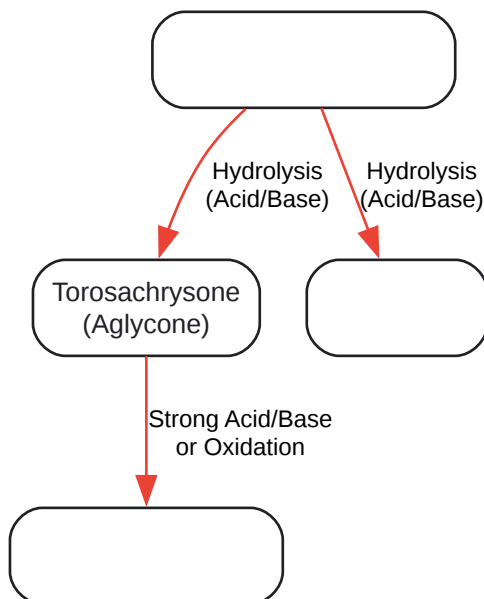 Hydrolysis
(Acid/Base)
Hydrolysis
(Acid/Base)
Torosachrysone
(Aglycone)
Strong Acid/Base
or Oxidation